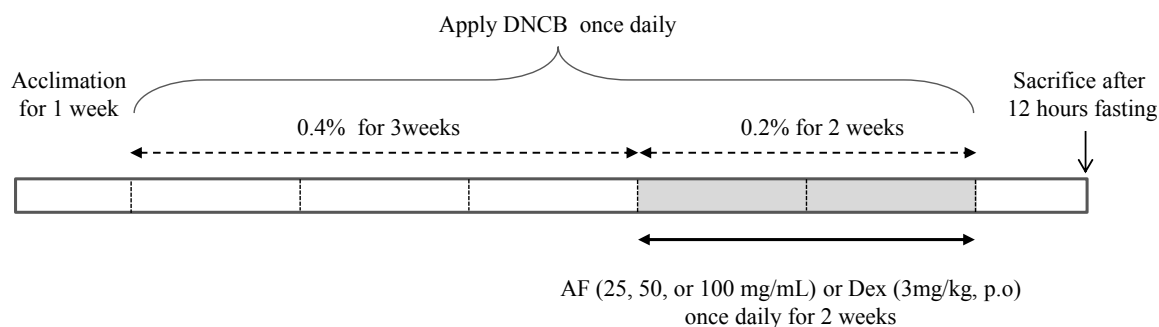 Apply DNCB once daily
Acclimation
for 1 week
Sacrifice after
12 hours fasting
0.4% for 3weeks
0.2% for 2 weeks
AF (25, 50, or 100 mg/mL) or Dex (3mg/kg, p.o)
once daily for 2 weeks